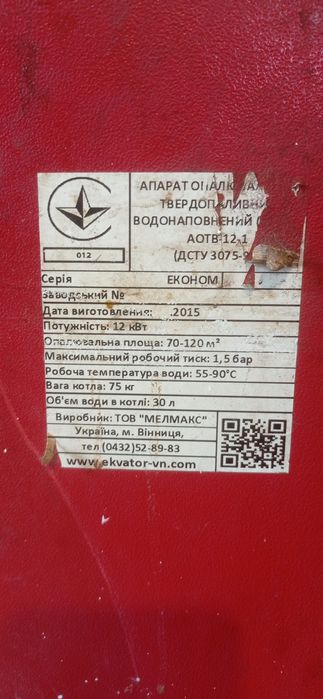 012
АПАРАТ
ВОДОНАПОВНЕНИЙ
АОТВ-12-1
(ДСТУ 3075-
Серія ЕКОНОМ
Заводський №
Дата виготовлення: .2015
Потужність: 12 кВт
Опалювальна площа: 70-120 м²
Максимальний робочий тиск: 1,5 бар
Робоча температура води: 55-90°С
Вага котла: 75 кг
Об'єм води в котлі: 30 л
Виробник: ТОВ "МЕЛМАКС"
Україна, м. Вінниця,
тел (0432)52-89-83
www.ekvator-vn.com